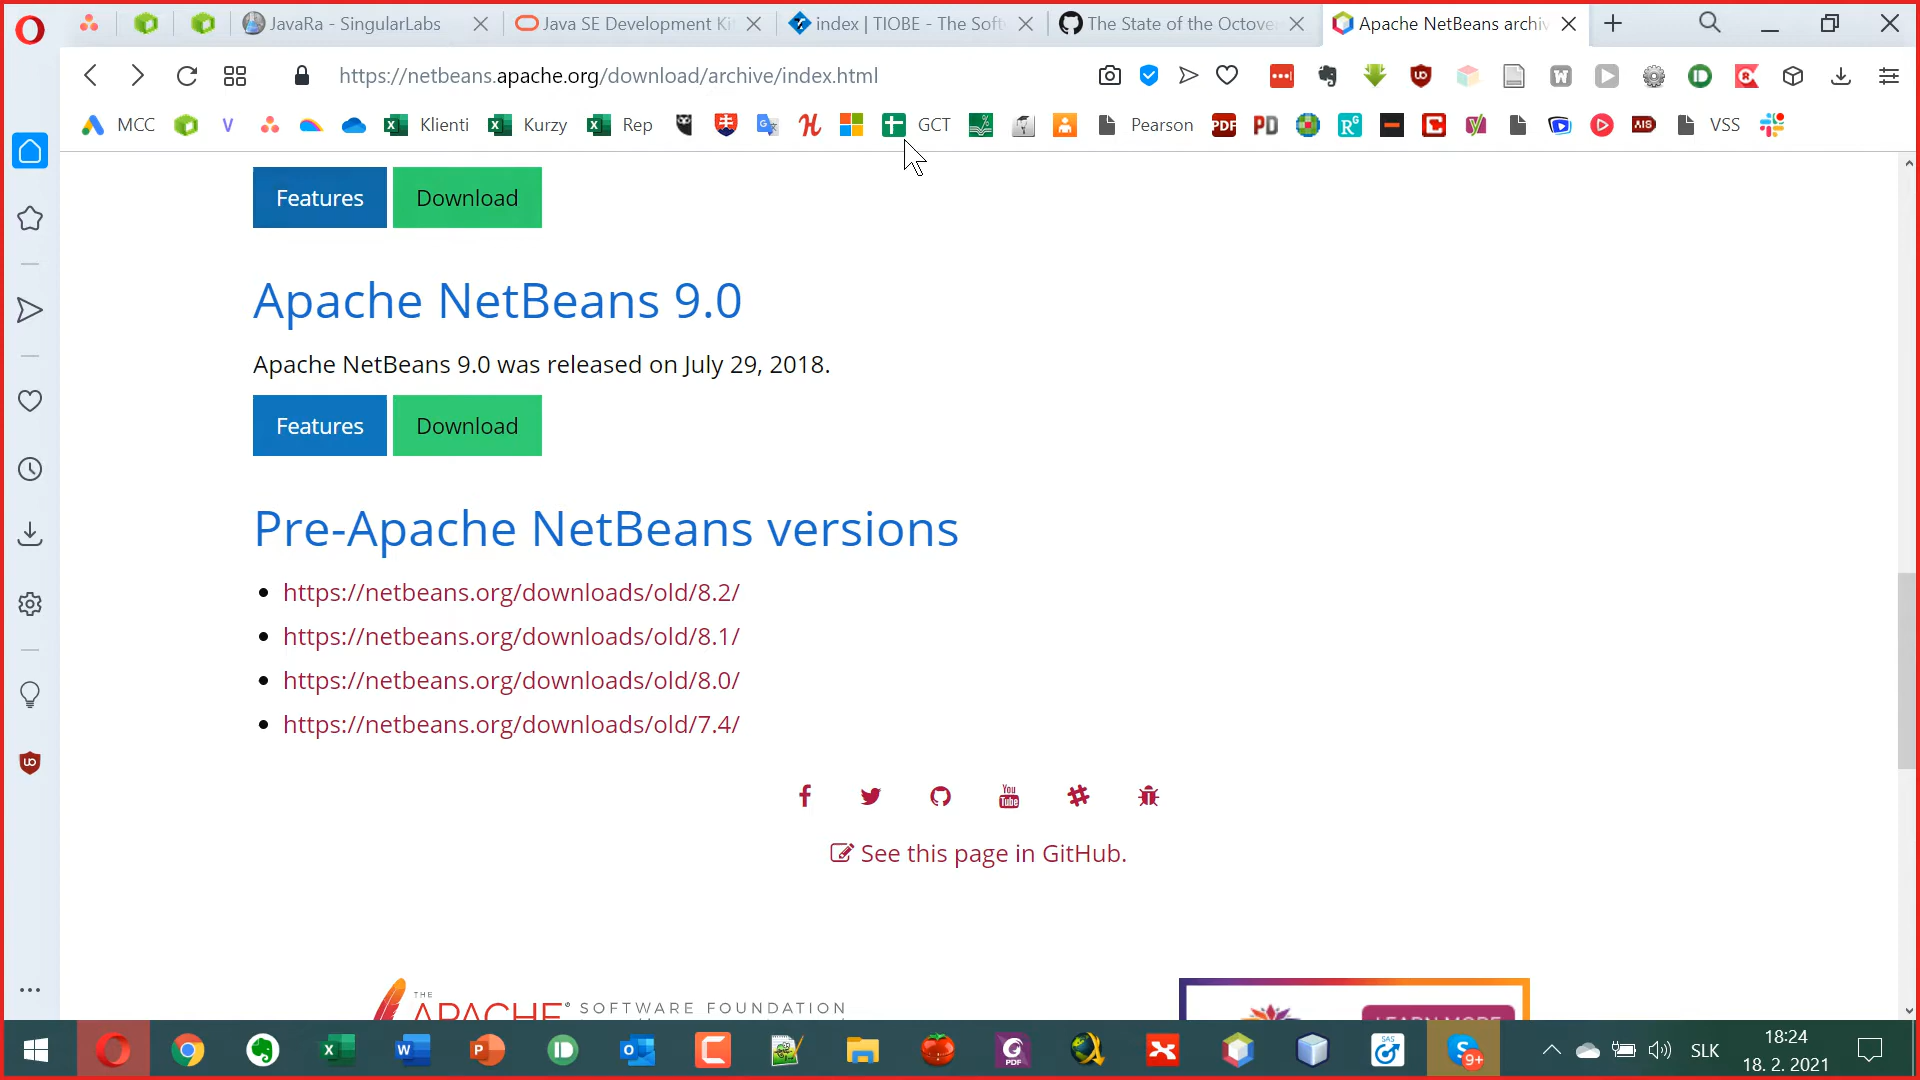 JavaRa - SingularLabs
Java SE Development Ki
index | TIOBE - The Soft
The State of the Octover
Apache NetBeans archiv
https://netbeans.apache.org/download/archive/index.html
MCC
Klienti
Kurzy
Rep
GCT
Pearson
VSS
Features
Download
Apache NetBeans 9.0
Apache NetBeans 9.0 was released on July 29, 2018.
Features
Download
Pre-Apache NetBeans versions
https://netbeans.org/downloads/old/8.2/
https://netbeans.org/downloads/old/8.1/
https://netbeans.org/downloads/old/8.0/
https://netbeans.org/downloads/old/7.4/
See this page in GitHub.
THE
APACHE® SOFTWARE FOUNDATION
LEARN MORE
SLK
18:24
18. 2. 2021